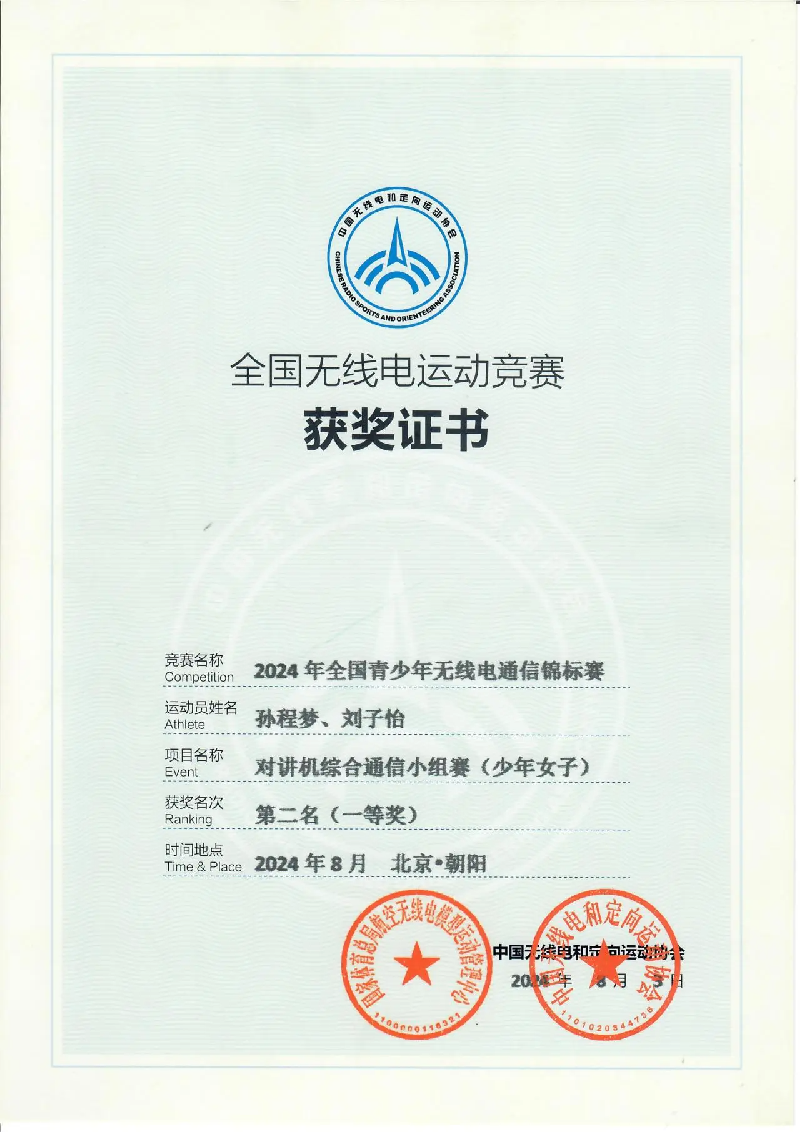 中国无线电和定向运动协会
CHINESE RADIO SPORTS AND ORIENTEERING ASSOCIATION
全国无线电运动竞赛
获奖证书
竞赛名称 2024 年全国青少年无线电通信锦标赛
Competition
运动员姓名 孙程梦、刘子怡
Athlete
项目名称 对讲机综合通信小组赛（少年女子）
Event
获奖名次 第二名（一等奖）
Ranking
时间地点 2024 年 8 月 北京•朝阳
Time & Place
国家体育总局航空无线电模型运动管理中心
1100000116321
中国无线电和定向运动协会
2024 年 8 月 5 日
中国无线电和定向运动协会